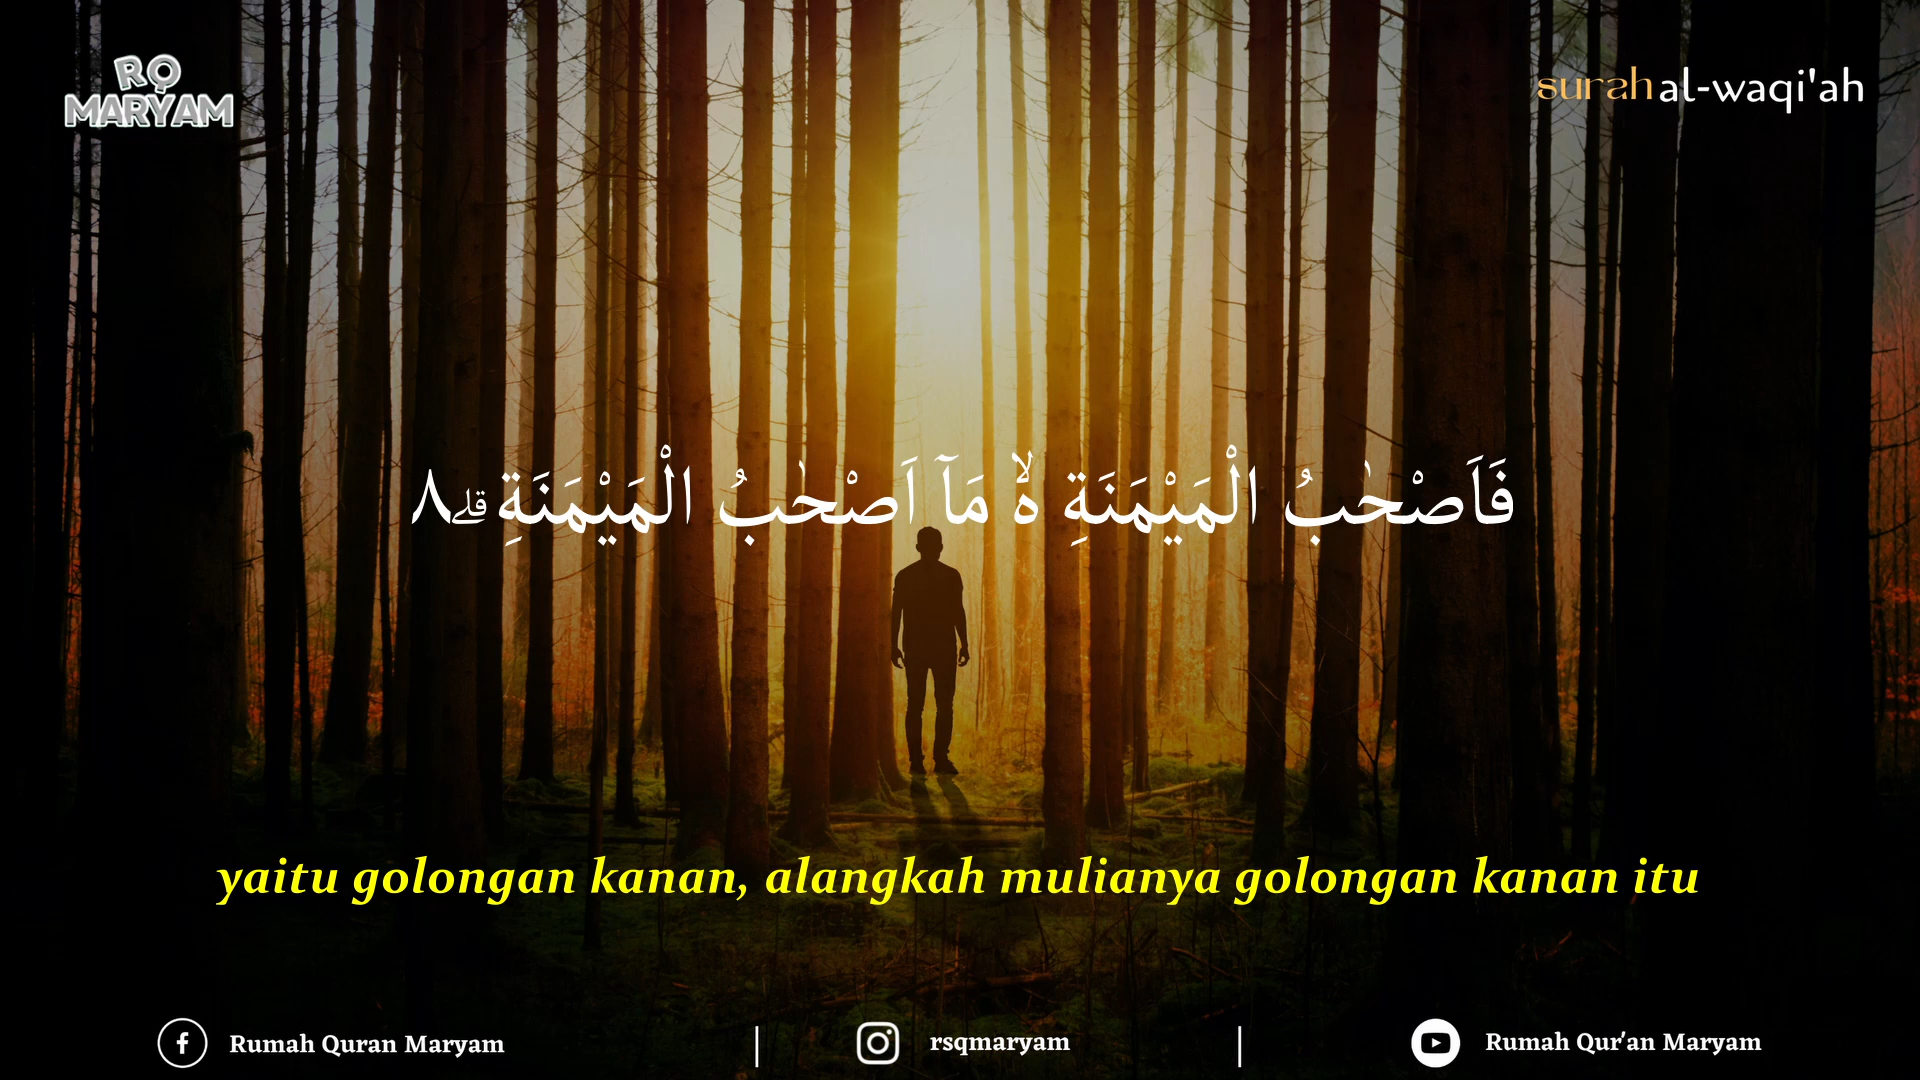 RQ
MARYAM
surah al-waqi'ah
فَاَصْحٰبُ الْمَيْمَنَةِ ەۙ مَآ اَصْحٰبُ الْمَيْمَنَةِ ۗ٨
yaitu golongan kanan, alangkah mulianya golongan kanan itu
Rumah Quran Maryam | rsqmaryam | Rumah Qur'an Maryam